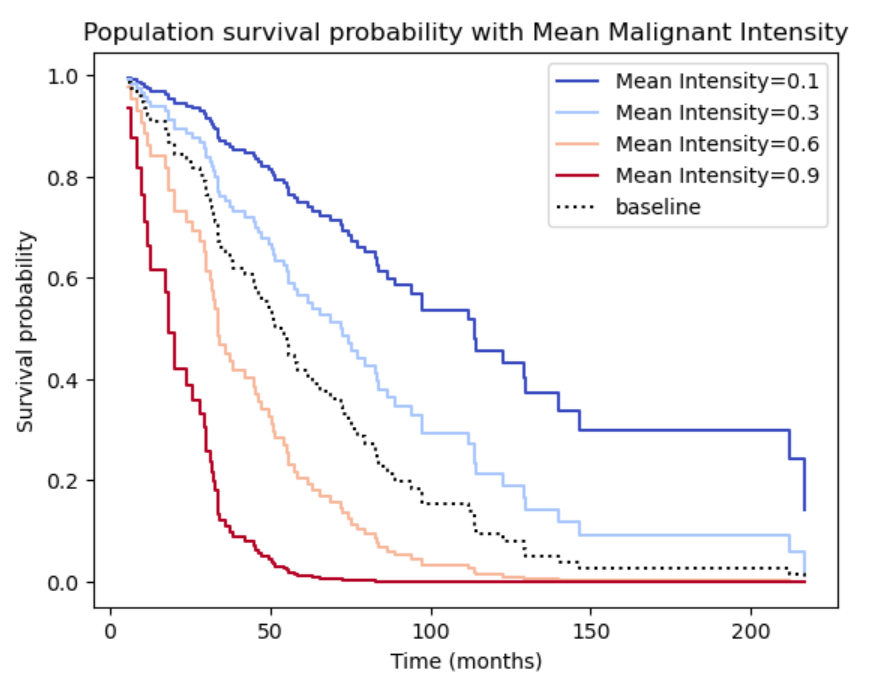 Population survival probability with Mean Malignant Intensity
Mean Intensity=0.1
Mean Intensity=0.3
Mean Intensity=0.6
Mean Intensity=0.9
baseline
Survival probability
1.0
0.8
0.6
0.4
0.2
0.0
0 50 100 150 200
Time (months)